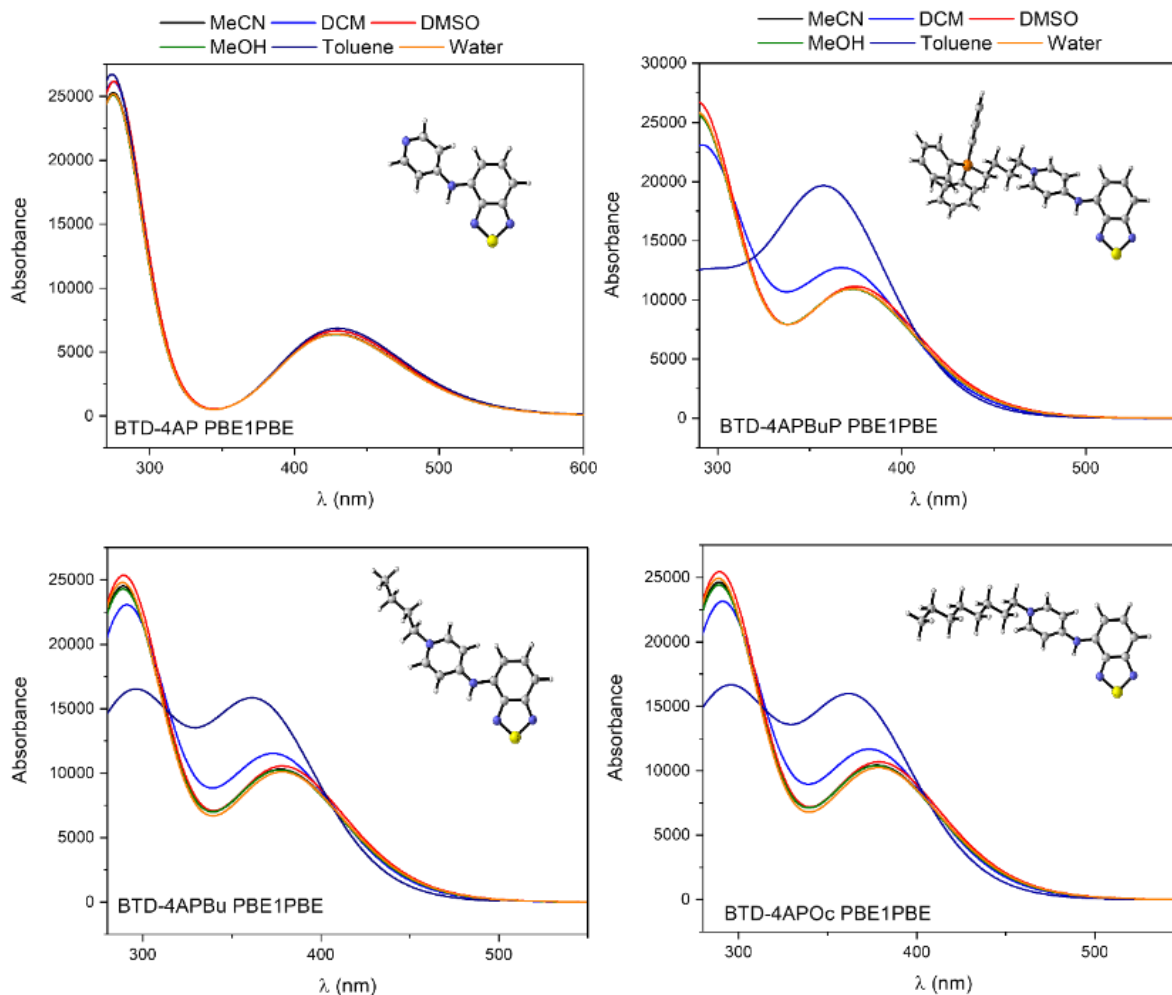 MeCN DCM DMSO
MeOH Toluene Water
25000
20000
15000
10000
5000
0
Absorbance
300 400 500 600
λ (nm)
BTD-4AP PBE1PBE
MeCN DCM DMSO
MeOH Toluene Water
30000
25000
20000
15000
10000
5000
0
Absorbance
300 400 500
λ (nm)
BTD-4APBuP PBE1PBE
25000
20000
15000
10000
5000
0
Absorbance
300 400 500
λ (nm)
BTD-4APBu PBE1PBE
25000
20000
15000
10000
5000
0
Absorbance
300 400 500
λ (nm)
BTD-4APOc PBE1PBE